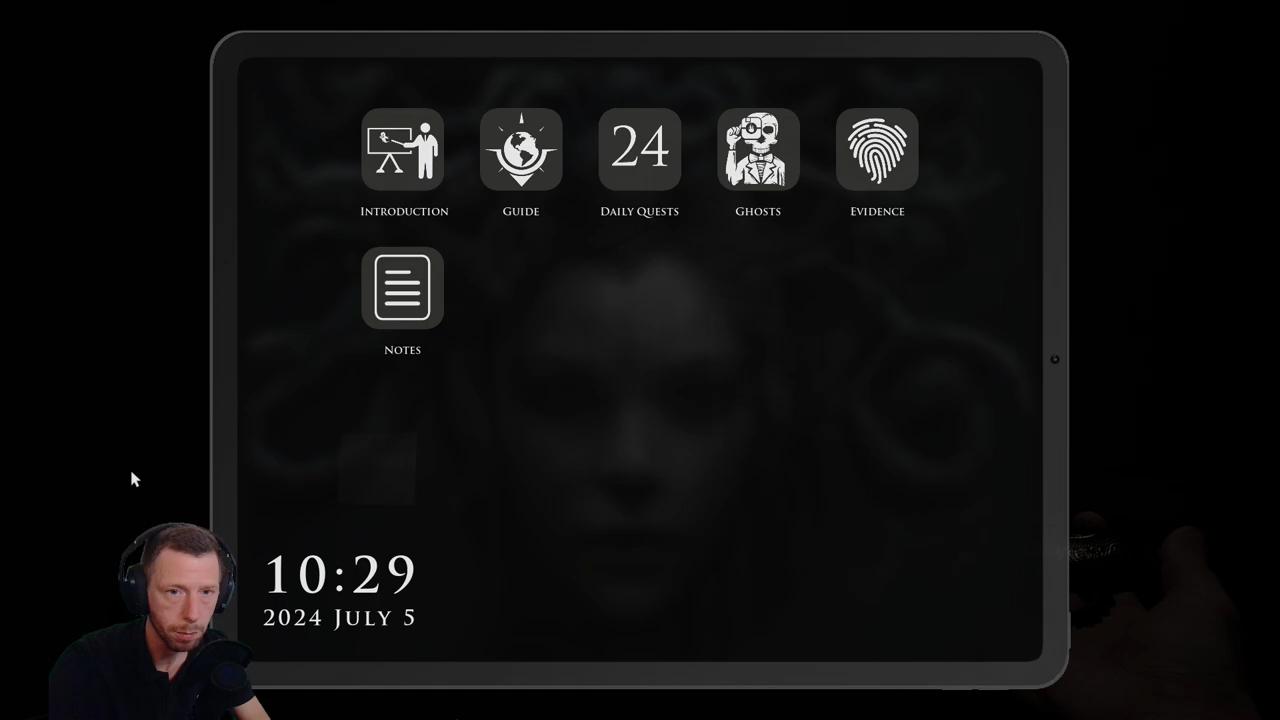 24
INTRODUCTION
GUIDE
DAILY QUESTS
GHOSTS
EVIDENCE
NOTES
10:29
2024 JULY 5